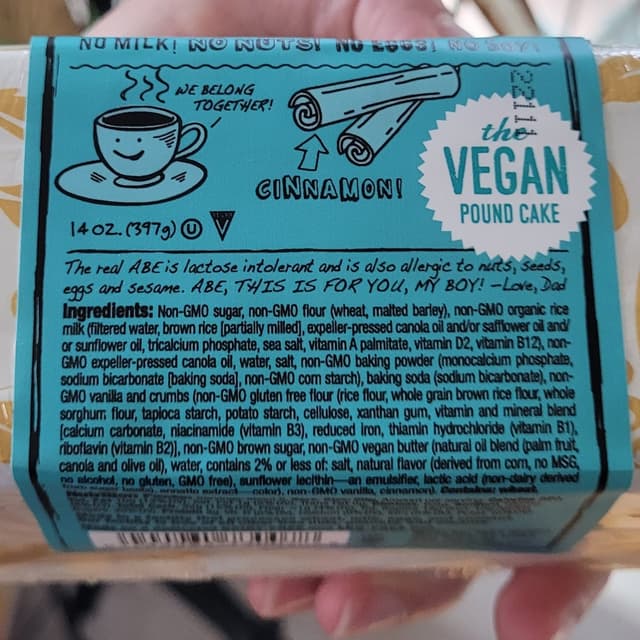 NO MILK! NO NUTS! NO EGGS! NO SOY!
WE BELONG
TOGETHER!
CINNAMON!
the
VEGAN
POUND CAKE
14 OZ. (397g) U V
The real ABE is lactose intolerant and is also allergic to nuts, seeds,
eggs and sesame. ABE, THIS IS FOR YOU, MY BOY! —Love, Dad
Ingredients: Non-GMO sugar, non-GMO flour (wheat, malted barley), non-GMO organic rice
milk (filtered water, brown rice [partially milled], expeller-pressed canola oil and/or safflower oil and/
or sunflower oil, tricalcium phosphate, sea salt, vitamin A palmitate, vitamin D2, vitamin B12), non-
GMO expeller-pressed canola oil, water, salt, non-GMO baking powder (monocalcium phosphate,
sodium bicarbonate [baking soda], non-GMO corn starch), baking soda (sodium bicarbonate), non-
GMO vanilla and crumbs (non-GMO gluten free flour (rice flour, whole grain brown rice flour, whole
sorghum flour, tapioca starch, potato starch, cellulose, xanthan gum, vitamin and mineral blend
[calcium carbonate, niacinamide (vitamin B3), reduced iron, thiamin hydrochloride (vitamin B1),
riboflavin (vitamin B2)], non-GMO brown sugar, non-GMO vegan butter (natural oil blend (palm fruit,
canola and olive oil), water, contains 2% or less of: salt, natural flavor (derived from corn, no MSG,
no alcohol, no gluten, GMO free), sunflower lecithin—an emulsifier, lactic acid (non-dairy derived
annatto extract color), non-GMO vanilla, cinnamon). Contains: wheat.